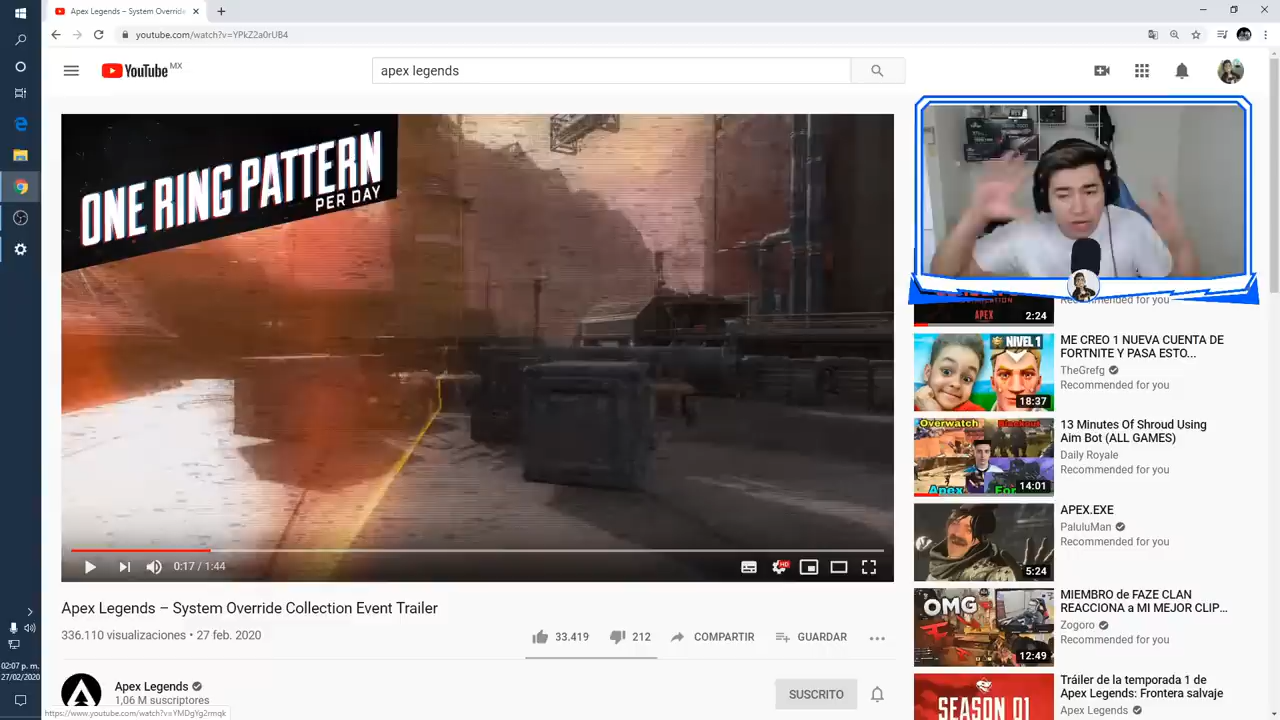 Apex Legends – System Override
youtube.com/watch?v=YPkZ2a0rUB4
YouTube MX
apex legends
ONE RING PATTERN
PER DAY
APEX
2:24
Recommended for you
NIVEL 1
18:37
ME CREO 1 NUEVA CUENTA DE
FORTNITE Y PASA ESTO...
TheGrefg
Recommended for you
Overwatch
Blackout
Apex
For
14:01
13 Minutes Of Shroud Using
Aim Bot (ALL GAMES)
Daily Royale
Recommended for you
5:24
APEX.EXE
PaluluMan
Recommended for you
OMG
12:49
MIEMBRO de FAZE CLAN
REACCIONA a MI MEJOR CLIP...
Zogoro
Recommended for you
SEASON 01
Tráiler de la temporada 1 de
Apex Legends: Frontera salvaje
Apex Legends
0:17 / 1:44
HD
Apex Legends – System Override Collection Event Trailer
336.110 visualizaciones • 27 feb. 2020
33.419
212
COMPARTIR
GUARDAR
Apex Legends
1,06 M suscriptores
SUSCRITO
https://www.youtube.com/watch?v=YMDgYg2rmqk
02:07 p. m.
27/02/2020